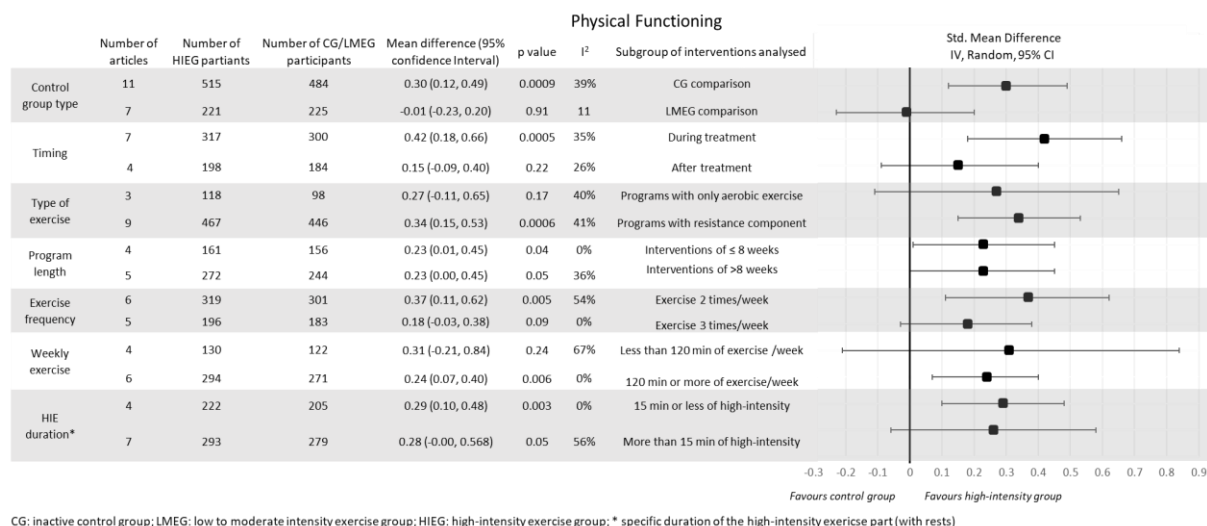 Physical Functioning
Number of articles Number of HIEG partiants Number of CG/LMEG participants Mean difference (95% confidence Interval) p value I² Subgroup of interventions analysed Std. Mean Difference IV, Random, 95% CI
Control group type 11 515 484 0.30 (0.12, 0.49) 0.0009 39% CG comparison
7 221 225 -0.01 (-0.23, 0.20) 0.91 11 LMEG comparison
Timing 7 317 300 0.42 (0.18, 0.66) 0.0005 35% During treatment
4 198 184 0.15 (-0.09, 0.40) 0.22 26% After treatment
Type of exercise 3 118 98 0.27 (-0.11, 0.65) 0.17 40% Programs with only aerobic exercise
9 467 446 0.34 (0.15, 0.53) 0.0006 41% Programs with resistance component
Program length 4 161 156 0.23 (0.01, 0.45) 0.04 0% Interventions of ≤ 8 weeks
5 272 244 0.23 (0.00, 0.45) 0.05 36% Interventions of >8 weeks
Exercise frequency 6 319 301 0.37 (0.11, 0.62) 0.005 54% Exercise 2 times/week
5 196 183 0.18 (-0.03, 0.38) 0.09 0% Exercise 3 times/week
Weekly exercise 4 130 122 0.31 (-0.21, 0.84) 0.24 67% Less than 120 min of exercise /week
6 294 271 0.24 (0.07, 0.40) 0.006 0% 120 min or more of exercise/week
HIE duration* 4 222 205 0.29 (0.10, 0.48) 0.003 0% 15 min or less of high-intensity
7 293 279 0.28 (-0.00, 0.568) 0.05 56% More than 15 min of high-intensity
-0.3 -0.2 -0.1 0 0.1 0.2 0.3 0.4 0.5 0.6 0.7 0.8 0.9
Favours control group Favours high-intensity group
CG: inactive control group; LMEG: low to moderate intensity exercise group; HIEG: high-intensity exercise group; * specific duration of the high-intensity exericse part (with rests)